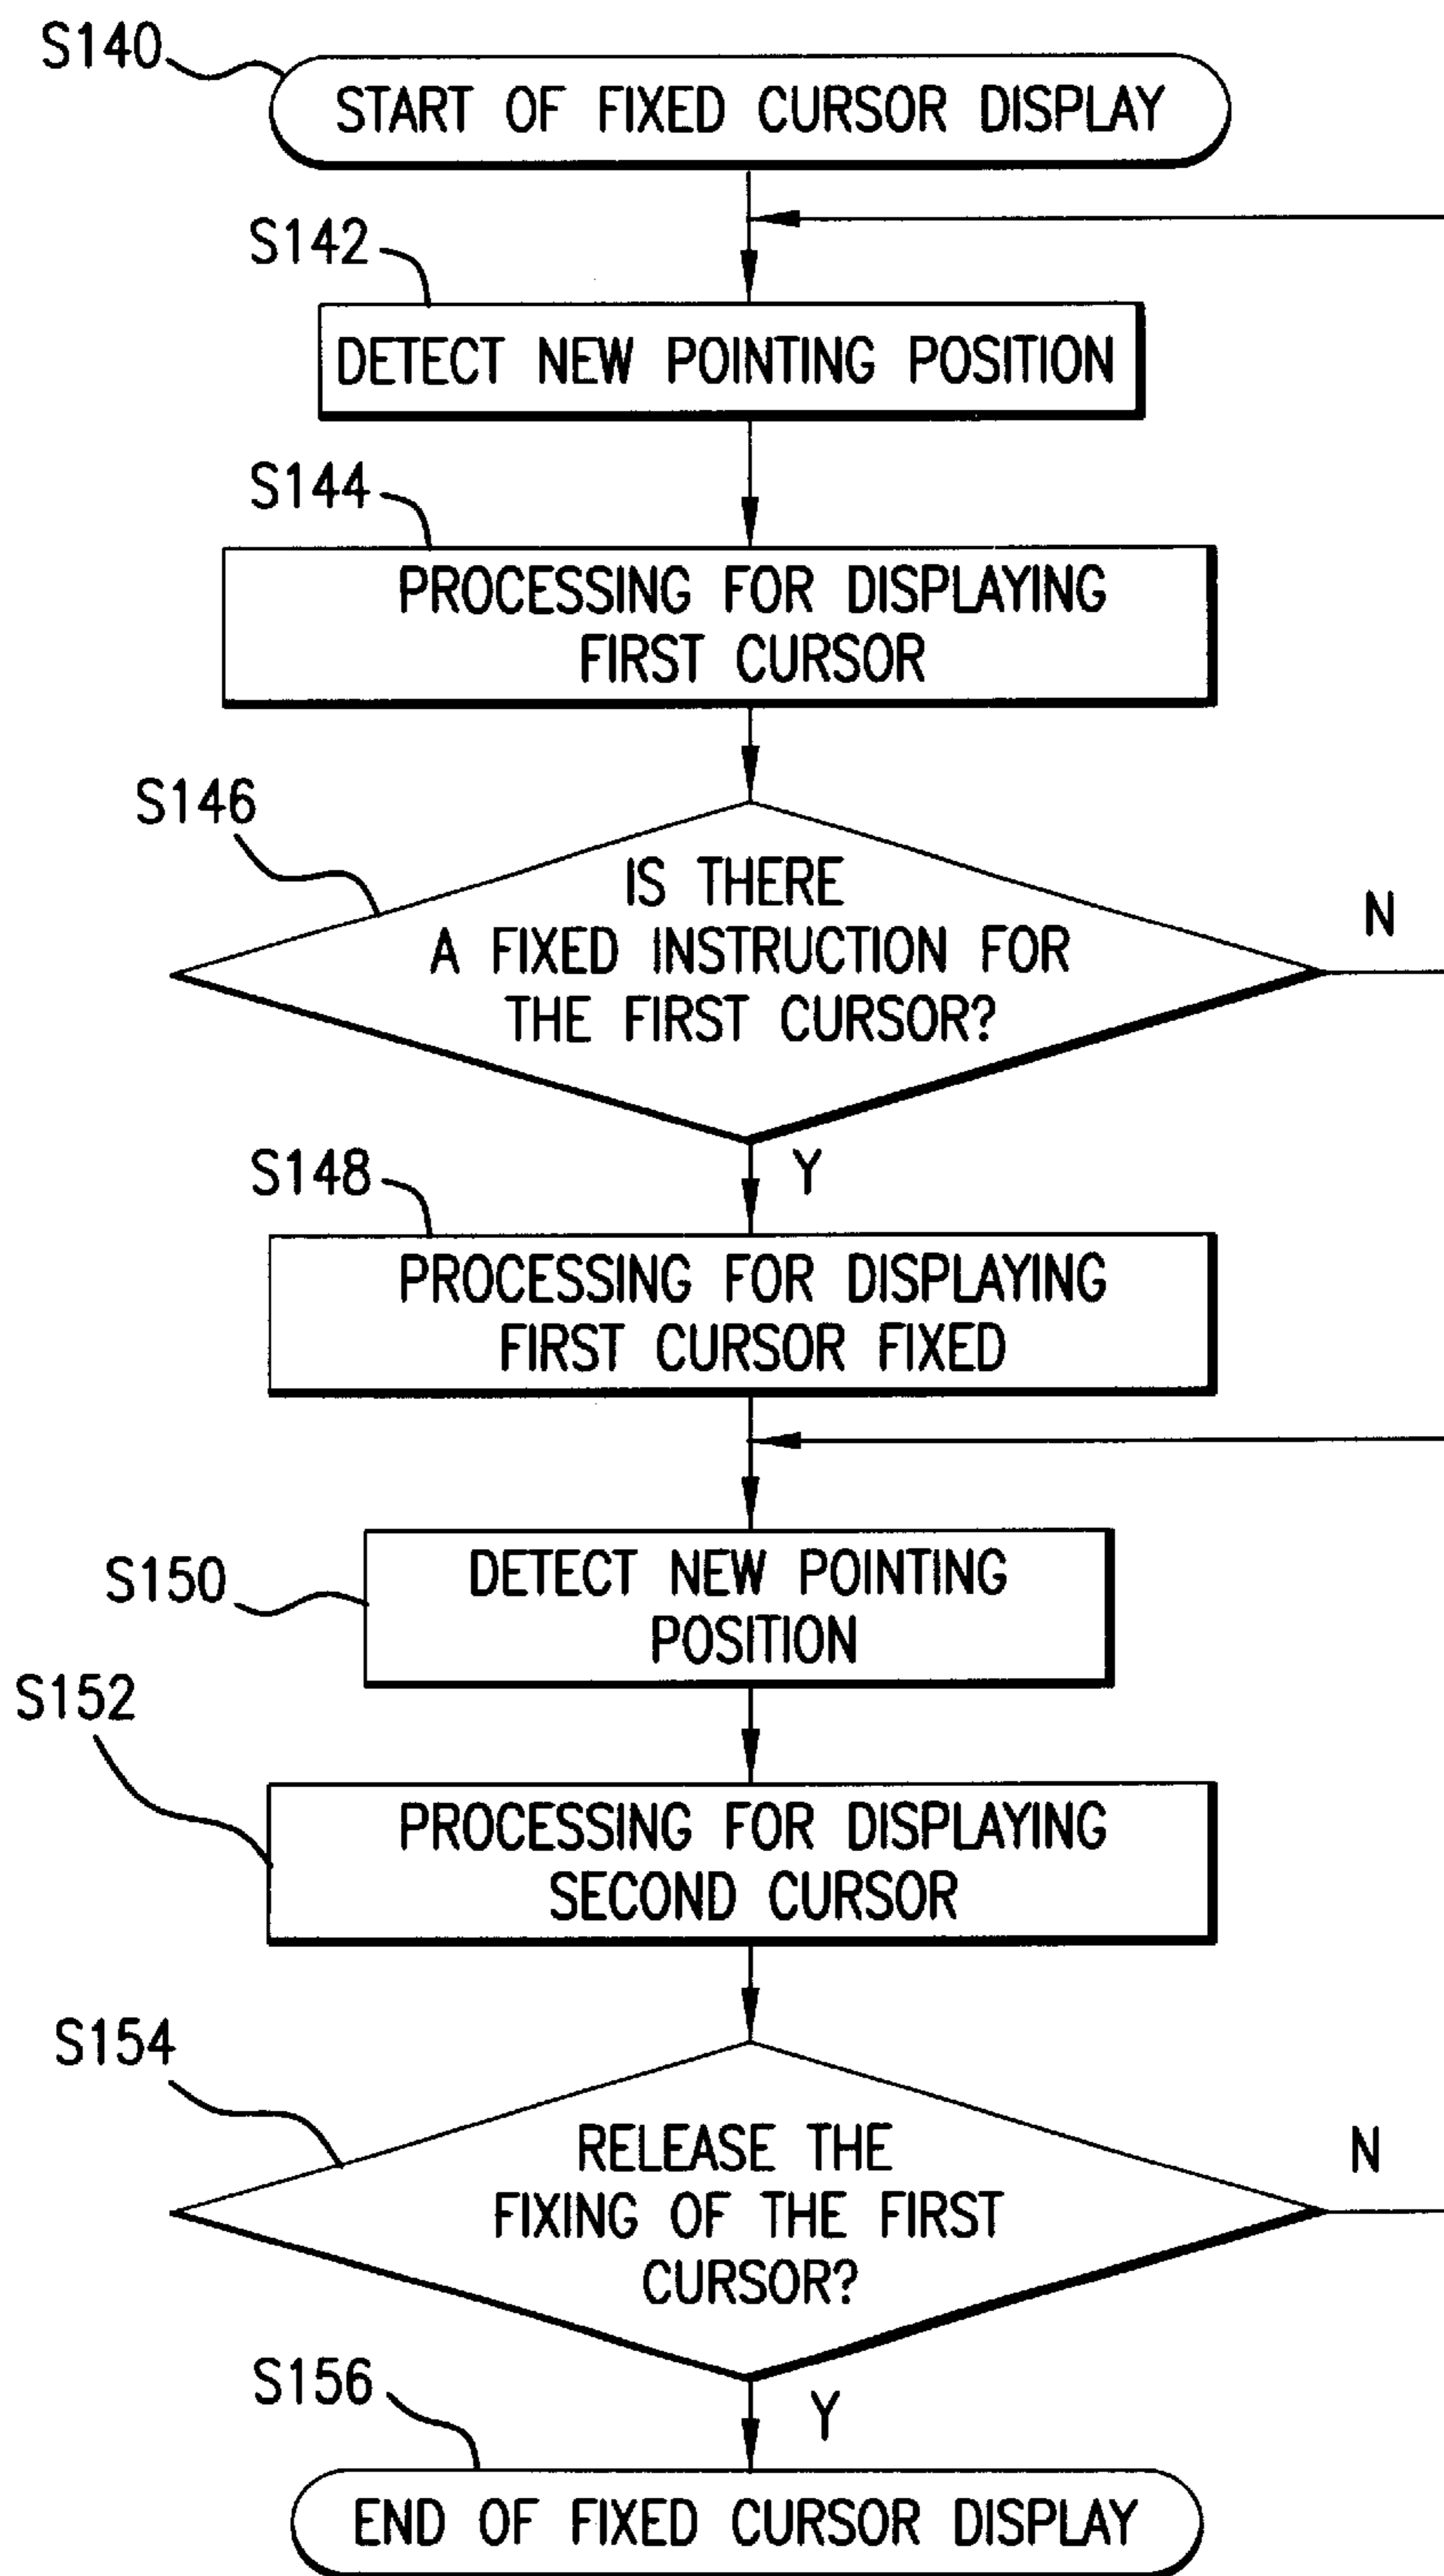 S140
START OF FIXED CURSOR DISPLAY
S142
DETECT NEW POINTING POSITION
S144
PROCESSING FOR DISPLAYING
FIRST CURSOR
S146
IS THERE
A FIXED INSTRUCTION FOR
THE FIRST CURSOR?
N
Y
S148
PROCESSING FOR DISPLAYING
FIRST CURSOR FIXED
S150
DETECT NEW POINTING
POSITION
S152
PROCESSING FOR DISPLAYING
SECOND CURSOR
S154
RELEASE THE
FIXING OF THE FIRST
CURSOR?
N
Y
S156
END OF FIXED CURSOR DISPLAY